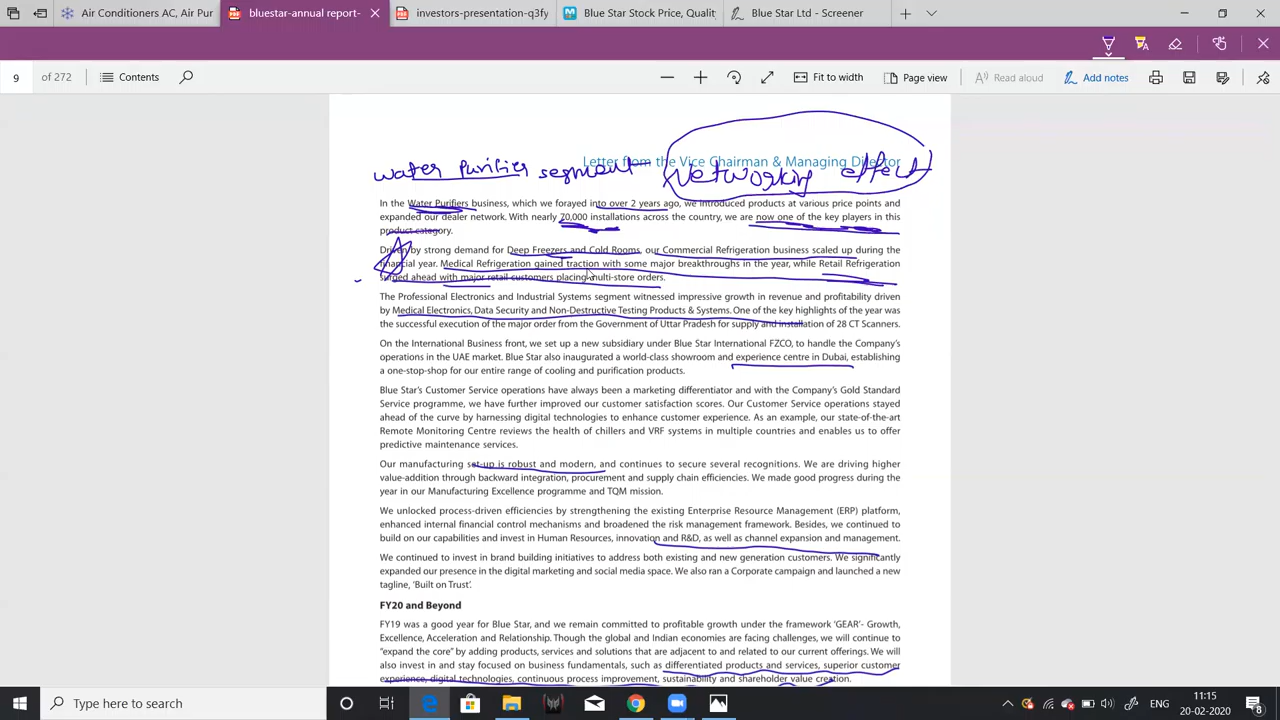 Air Conditioners AC, Air Pur
bluestar-annual report-
investors-presentation-q3fy
Blue Star Stock Price, Qualit
Blue Star Ltd - Screener
9 of 272
Contents
Fit to width
Page view
Read aloud
Add notes
Letter from the Vice Chairman & Managing Director
water Purifier segment
Networking effect
In the Water Purifiers business, which we forayed into over 2 years ago, we introduced products at various price points and
expanded our dealer network. With nearly 70,000 installations across the country, we are now one of the key players in this
product category.
Driven by strong demand for Deep Freezers and Cold Rooms, our Commercial Refrigeration business scaled up during the
financial year. Medical Refrigeration gained traction with some major breakthroughs in the year, while Retail Refrigeration
surged ahead with major retail customers placing multi-store orders.
The Professional Electronics and Industrial Systems segment witnessed impressive growth in revenue and profitability driven
by Medical Electronics, Data Security and Non-Destructive Testing Products & Systems. One of the key highlights of the year was
the successful execution of the major order from the Government of Uttar Pradesh for supply and installation of 28 CT Scanners.
On the International Business front, we set up a new subsidiary under Blue Star International FZCO, to handle the Company's
operations in the UAE market. Blue Star also inaugurated a world-class showroom and experience centre in Dubai, establishing
a one-stop-shop for our entire range of cooling and purification products.
Blue Star's Customer Service operations have always been a marketing differentiator and with the Company's Gold Standard
Service programme, we have further improved our customer satisfaction scores. Our Customer Service operations stayed
ahead of the curve by harnessing digital technologies to enhance customer experience. As an example, our state-of-the-art
Remote Monitoring Centre reviews the health of chillers and VRF systems in multiple countries and enables us to offer
predictive maintenance services.
Our manufacturing set-up is robust and modern, and continues to secure several recognitions. We are driving higher
value-addition through backward integration, procurement and supply chain efficiencies. We made good progress during the
year in our Manufacturing Excellence programme and TQM mission.
We unlocked process-driven efficiencies by strengthening the existing Enterprise Resource Management (ERP) platform,
enhanced internal financial control mechanisms and broadened the risk management framework. Besides, we continued to
build on our capabilities and invest in Human Resources, innovation and R&D, as well as channel expansion and management.
We continued to invest in brand building initiatives to address both existing and new generation customers. We significantly
expanded our presence in the digital marketing and social media space. We also ran a Corporate campaign and launched a new
tagline, 'Built on Trust'.
FY20 and Beyond
FY19 was a good year for Blue Star, and we remain committed to profitable growth under the framework 'GEAR'- Growth,
Excellence, Acceleration and Relationship. Though the global and Indian economies are facing challenges, we will continue to
"expand the core" by adding products, services and solutions that are adjacent to and related to our current offerings. We will
also invest in and stay focused on business fundamentals, such as differentiated products and services, superior customer
experience, digital technologies, continuous process improvement, sustainability and shareholder value creation.
Type here to search
11:15
20-02-2020
8